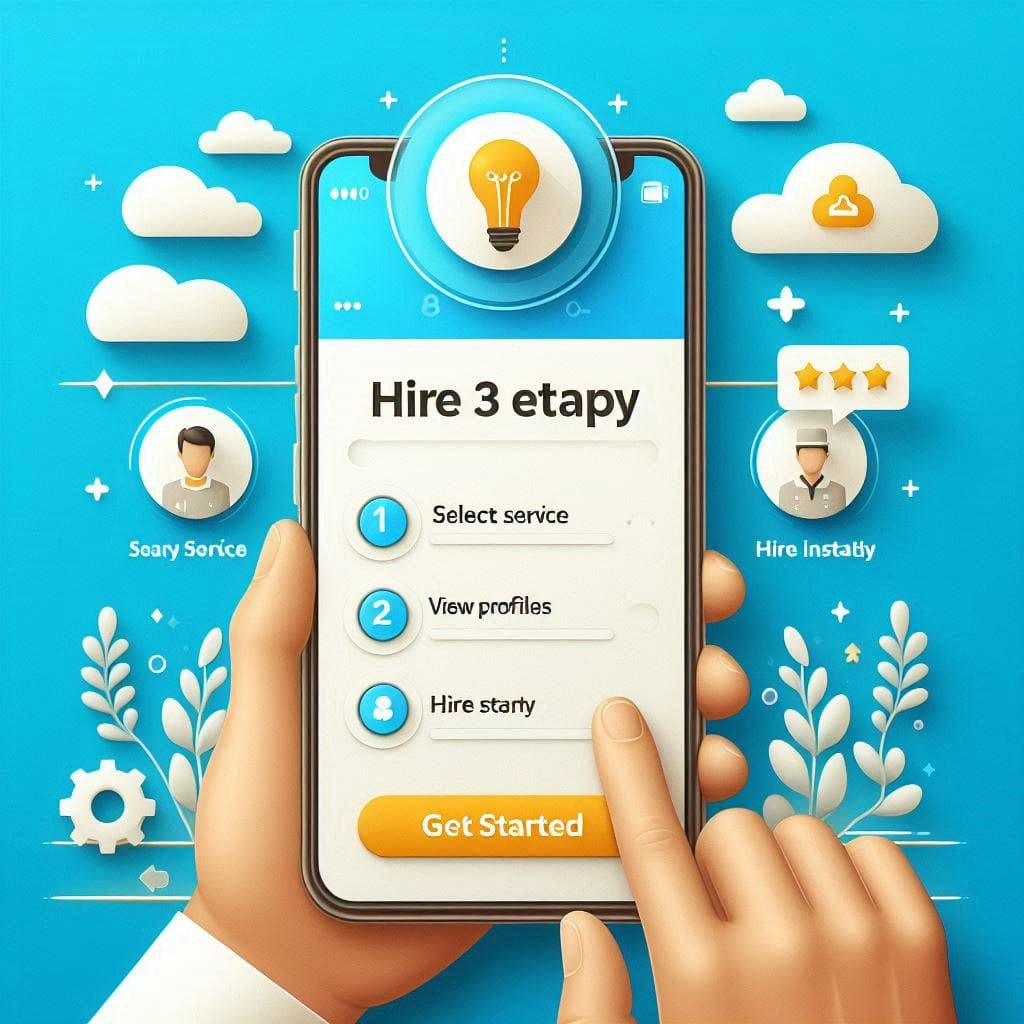 Hire 3 etapy
1 Select service
2 View profiles
Hire starty
Get Started
Seary Service
Hire instatly